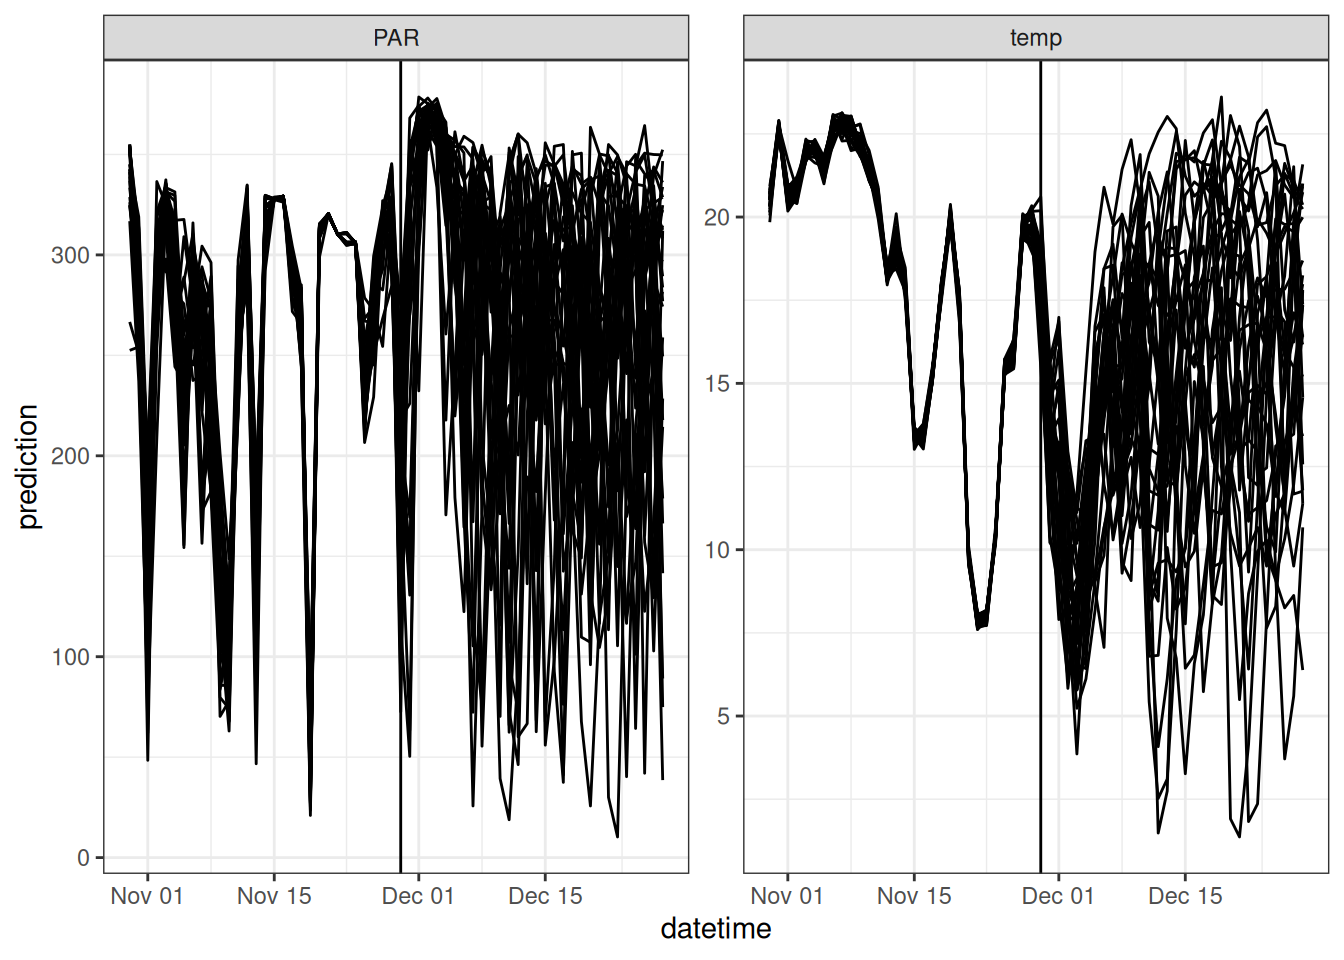 PAR
temp
prediction
300
200
100
0
20
15
10
5
Nov 01
Nov 15
Dec 01
Dec 15
Nov 01
Nov 15
Dec 01
Dec 15
datetime